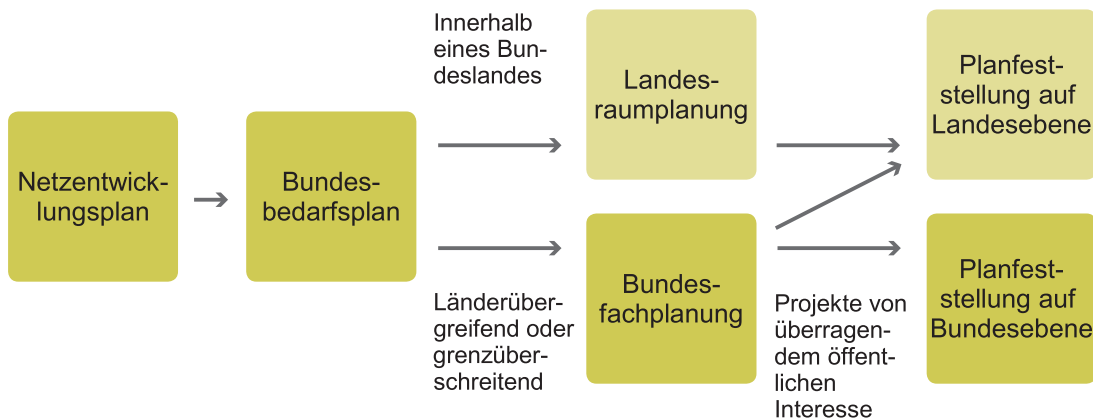 Netzentwick-
lungsplan
Bundes-
bedarfsplan
Innerhalb
eines Bun-
deslandes
Länderüber-
greifend oder
grenzüber-
schreitend
Landes-
raumplanung
Bundes-
fachplanung
Projekte von
überragen-
dem öffent-
lichen
Interesse
Planfest-
stellung auf
Landesebene
Planfest-
stellung auf
Bundesebene